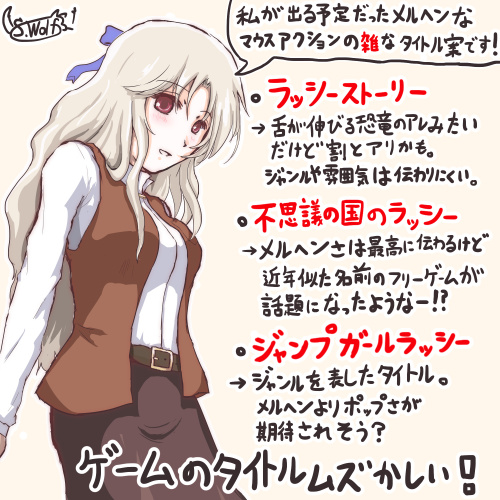 S.Wolf
私が出る予定だったメルヘンな
マウスアクションの雑なタイトル案です!
。ラッシーストーリー
→舌が伸びる恐竜のアレみたい
だけど割とアリかも。
ジャンルや雰囲気は伝わりにくい。
。不思議の国のラッシー
→メルヘンさは最高に伝わるけど
近年似た名前のフリーゲームが
話題になったようなー!?
。ジャンプガールラッシー
→ジャンルを表したタイトル。
メルヘンよりポップさが
期待されそう?
ゲームのタイトルムズかしい!